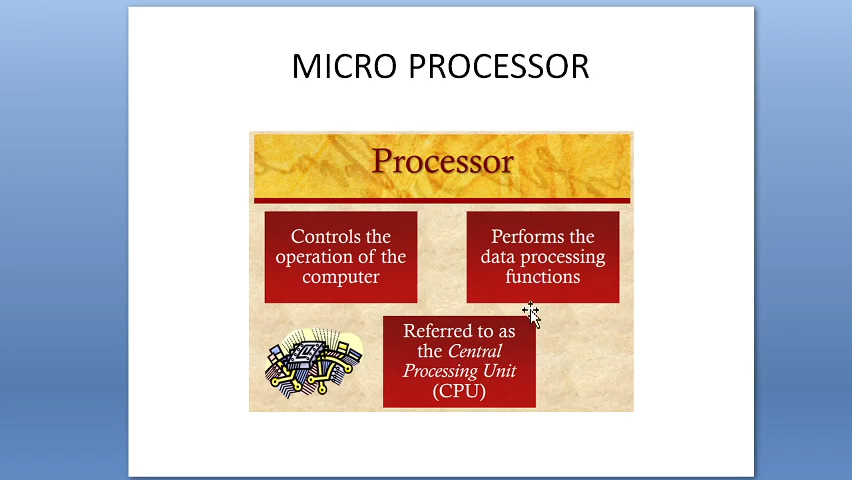 MICRO PROCESSOR
Processor
Controls the
operation of the
computer
Performs the
data processing
functions
Referred to as
the Central
Processing Unit
(CPU)